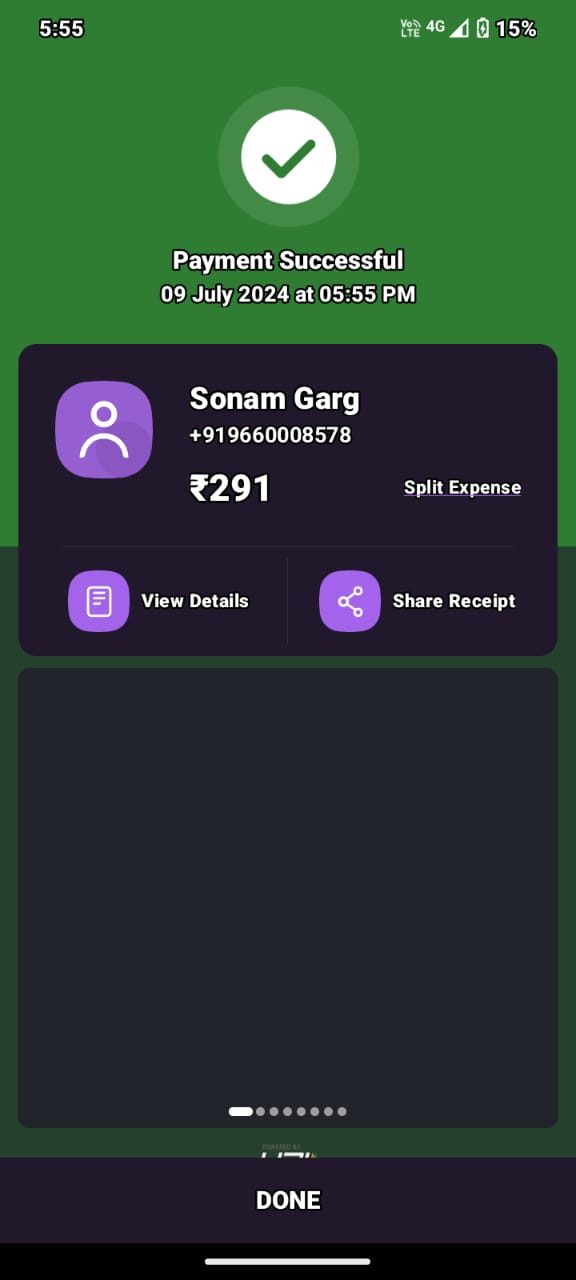 5:55
Vo LTE 4G 15%
Payment Successful
09 July 2024 at 05:55 PM
Sonam Garg
+919660008578
₹291
Split Expense
View Details
Share Receipt
POWERED BY
DONE